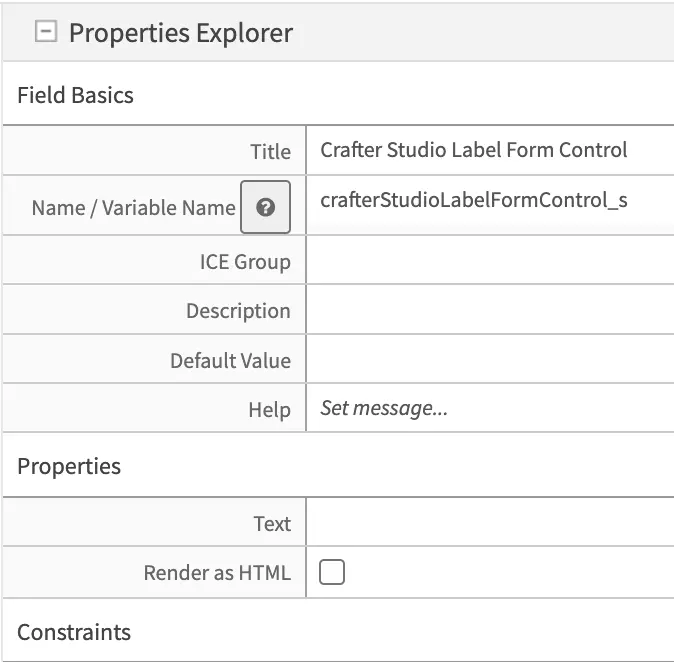 Properties Explorer
Field Basics
Title Crafter Studio Label Form Control
Name / Variable Name ? crafterStudioLabelFormControl_s
ICE Group
Description
Default Value
Help Set message...
Properties
Text
Render as HTML
Constraints